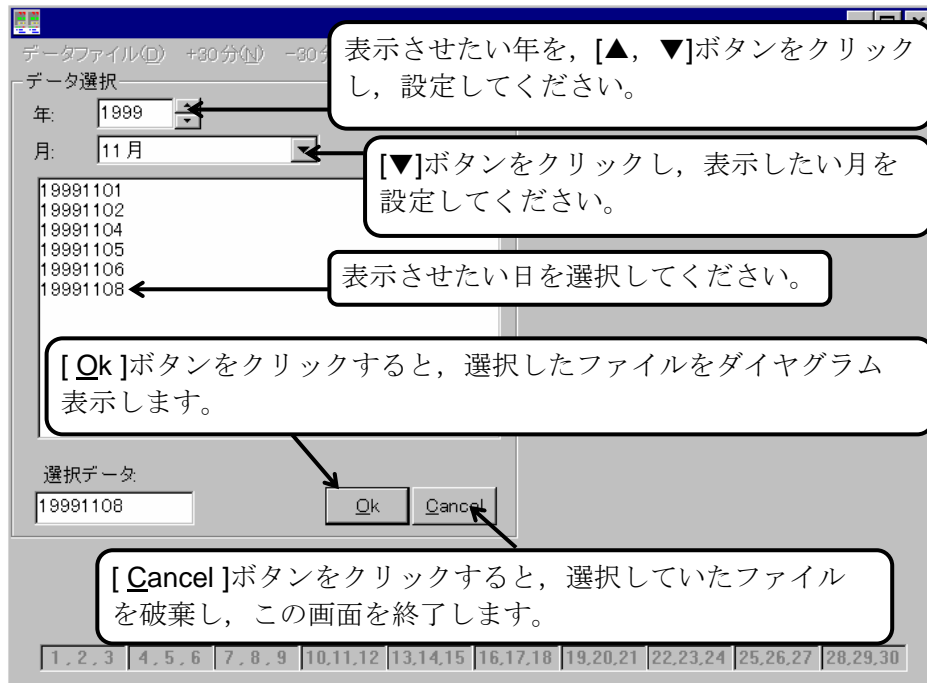 データファイル(D) +30分(N) -30
表示させたい年を，[▲，▼]ボタンをクリック
し，設定してください。
データ選択
年: 1999
月: 11月
[▼]ボタンをクリックし，表示したい月を
設定してください。
19991101
19991102
19991104
19991105
19991106
19991108
表示させたい日を選択してください。
[ Ok ]ボタンをクリックすると，選択したファイルをダイヤグラム
表示します。
選択データ:
19991108 Ok Cancel
[ Cancel ]ボタンをクリックすると，選択していたファイル
を破棄し，この画面を終了します。
1,2,3 4,5,6 7,8,9 10,11,12 13,14,15 16,17,18 19,20,21 22,23,24 25,26,27 28,29,30